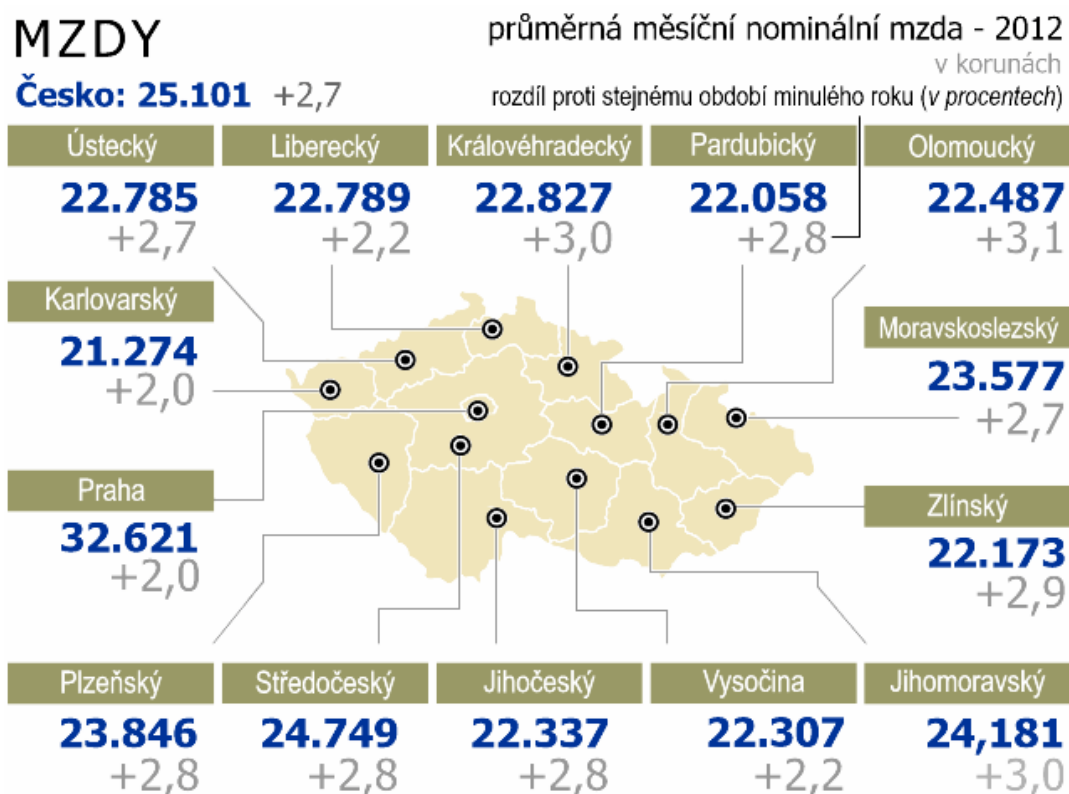 MZDY
průměrná měsíční nominální mzda - 2012
v korunách
Česko: 25.101 +2,7
rozdíl proti stejnému období minulého roku (v procentech)
Ústecký
22.785
+2,7
Liberecký
22.789
+2,2
Královéhradecký
22.827
+3,0
Pardubický
22.058
+2,8
Olomoucký
22.487
+3,1
Karlovarský
21.274
+2,0
Moravskoslezský
23.577
+2,7
Praha
32.621
+2,0
Zlínský
22.173
+2,9
Plzeňský
23.846
+2,8
Středočeský
24.749
+2,8
Jihočeský
22.337
+2,8
Vysočina
22.307
+2,2
Jihomoravský
24,181
+3,0